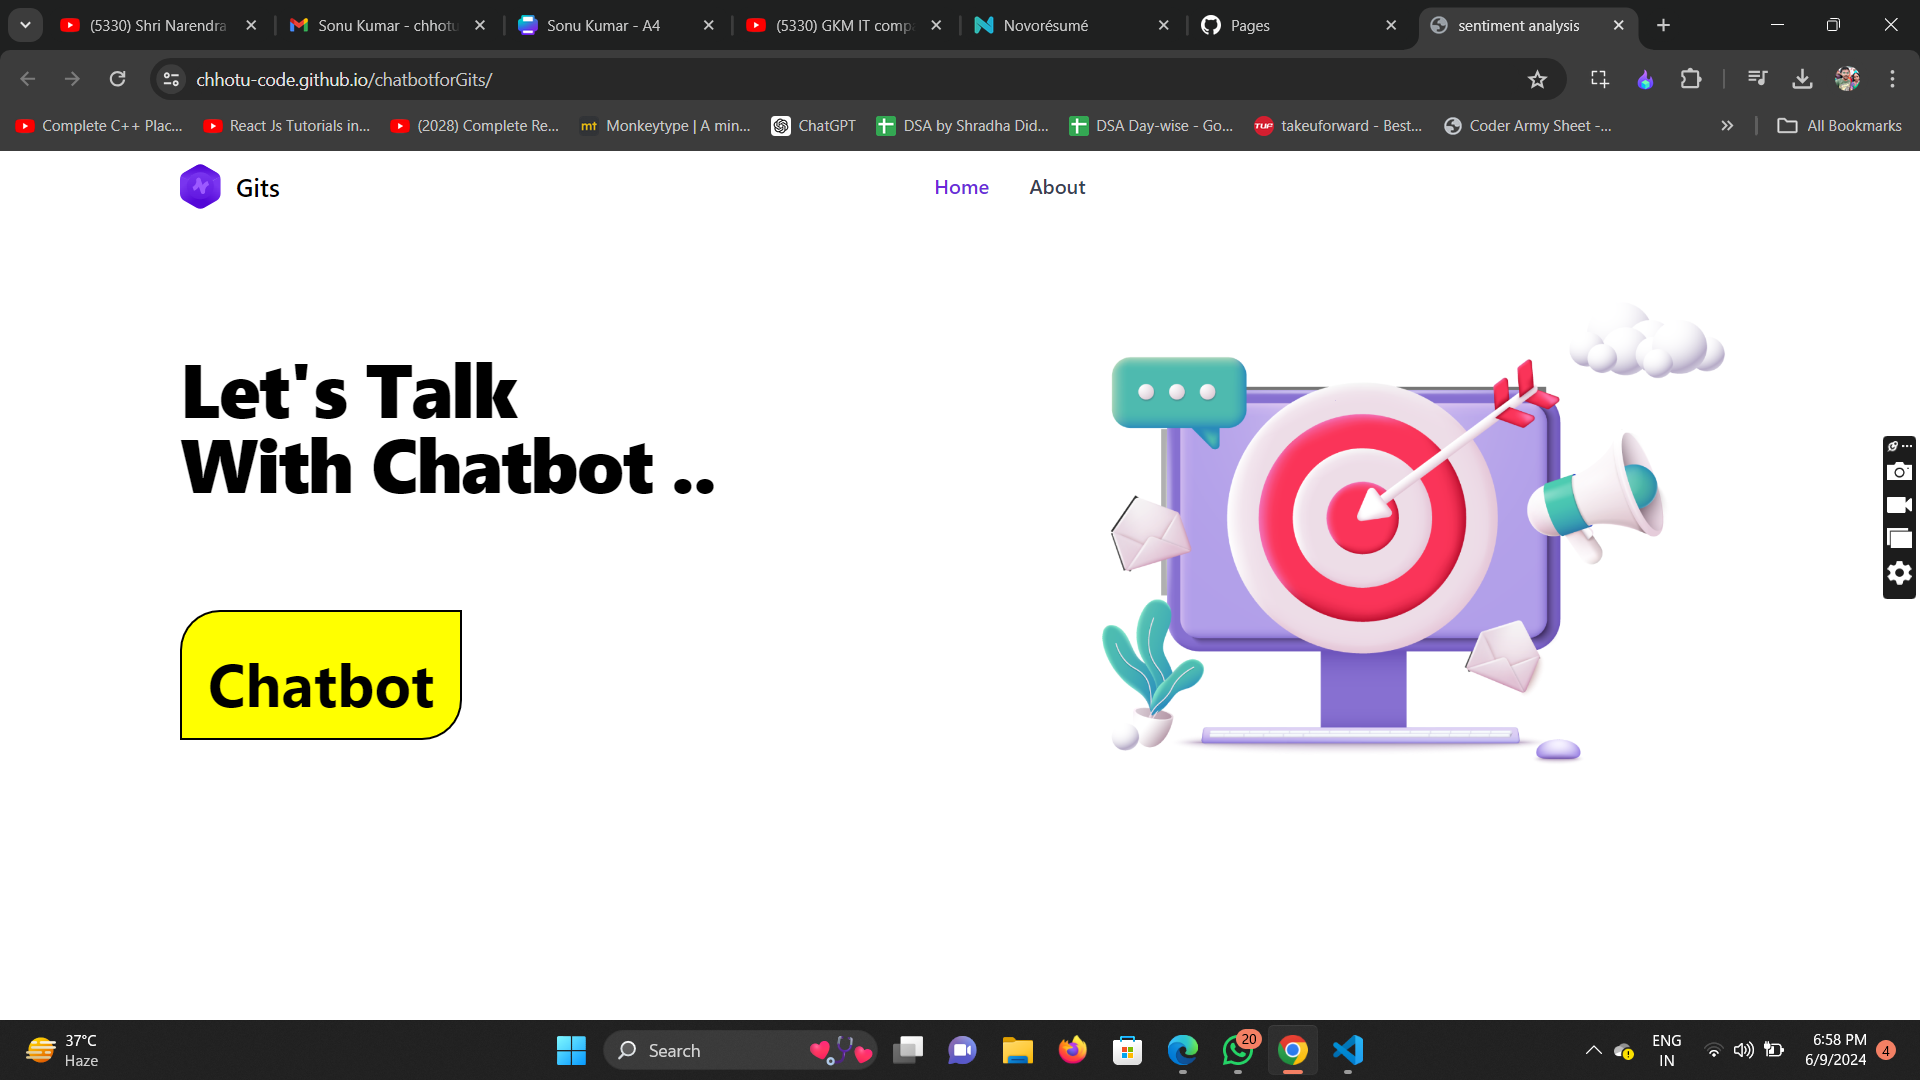 (5330) Shri Narendra
Sonu Kumar - chhotu
Sonu Kumar - A4
(5330) GKM IT comp
Novorésumé
Pages
sentiment analysis
chhotu-code.github.io/chatbotforGits/
Complete C++ Plac...
React Js Tutorials in...
(2028) Complete Re...
mt
Monkeytype | A min...
ChatGPT
DSA by Shradha Did...
DSA Day-wise - Go...
TUF
takeuforward - Best...
Coder Army Sheet -...
All Bookmarks
Gits
Home
About
Let's Talk
With Chatbot ..
Chatbot
37°C
Haze
Search
20
ENG
IN
6:58 PM
6/9/2024
4